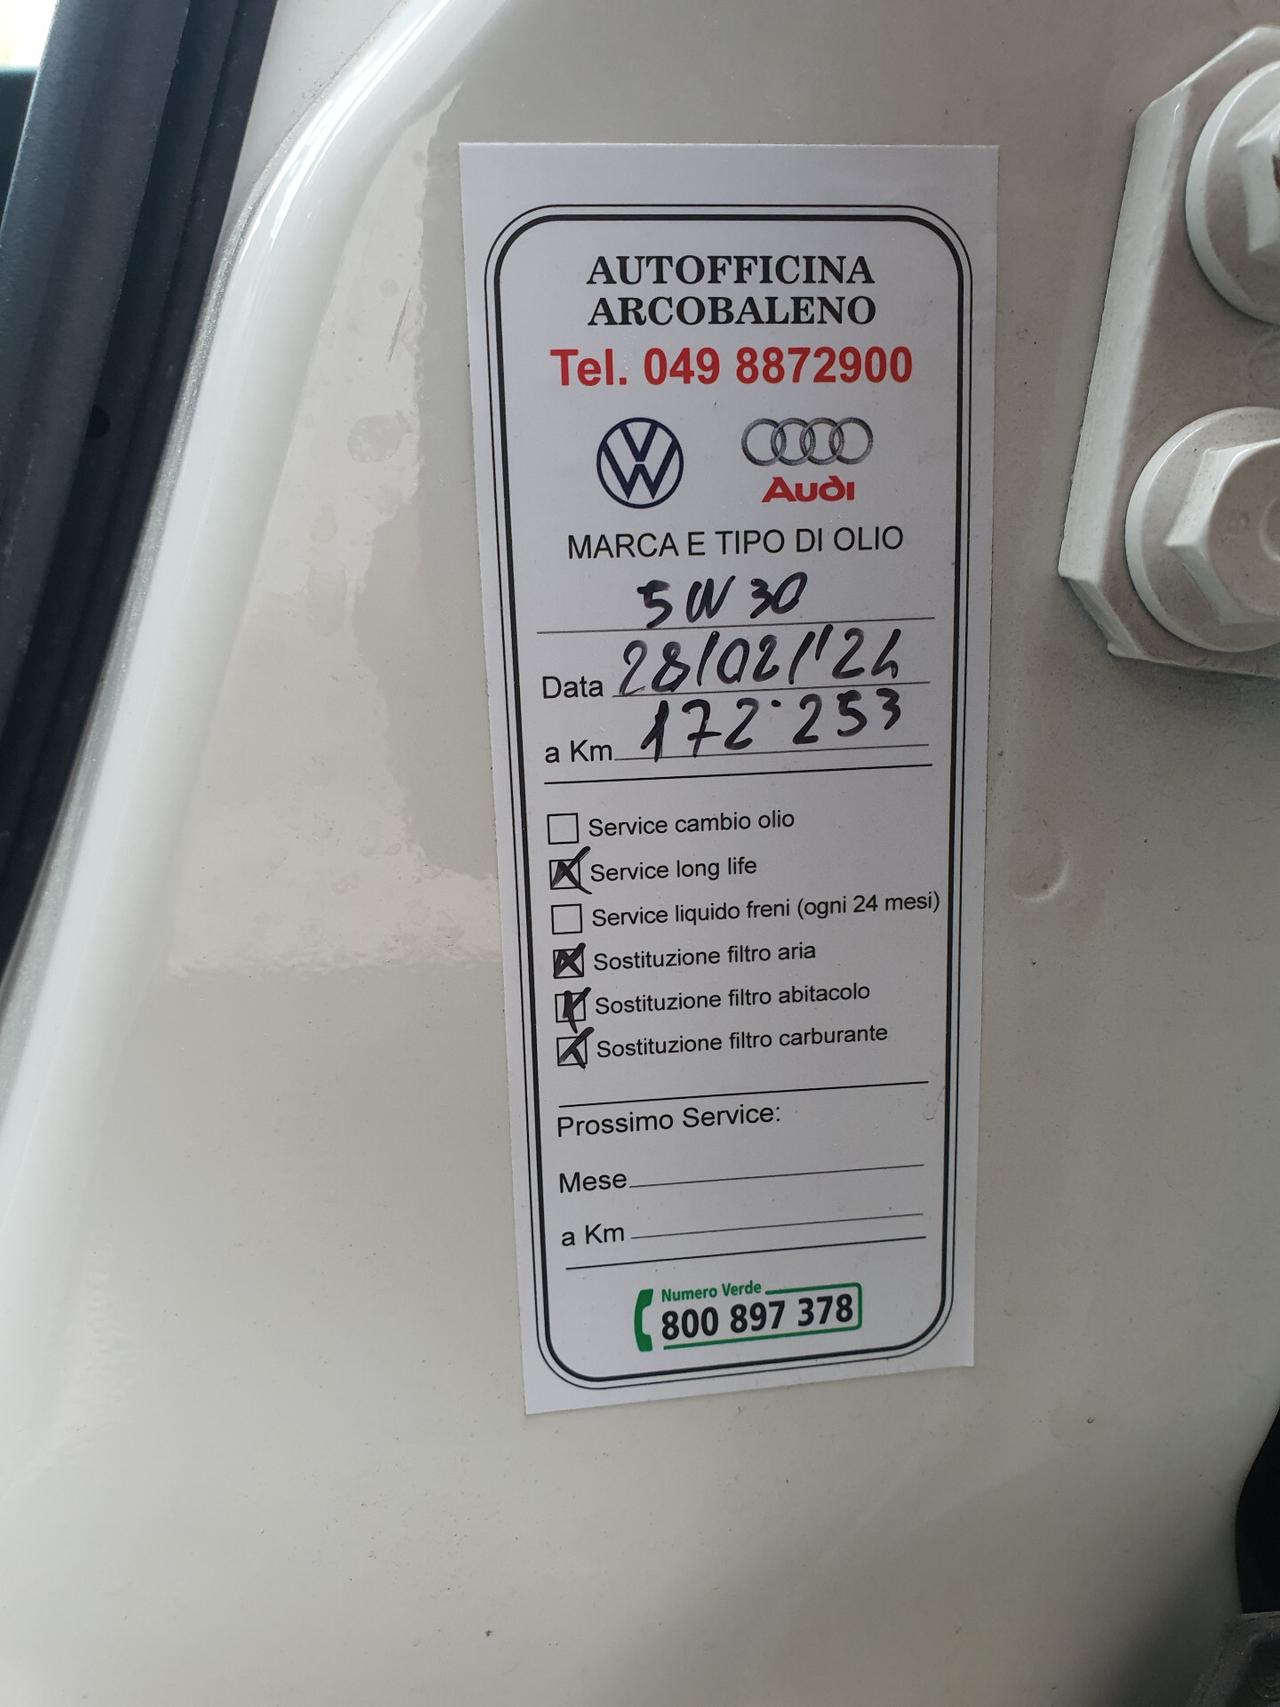 AUTOFFICINA
ARCOBALENO
Tel. 049 8872900
Audi
MARCA E TIPO DI OLIO
5W30
Data 28/02/'24
a Km 172.253
Service cambio olio
Service long life
Service liquido freni (ogni 24 mesi)
Sostituzione filtro aria
Sostituzione filtro abitacolo
Sostituzione filtro carburante
Prossimo Service:
Mese
a Km
Numero Verde
800 897 378